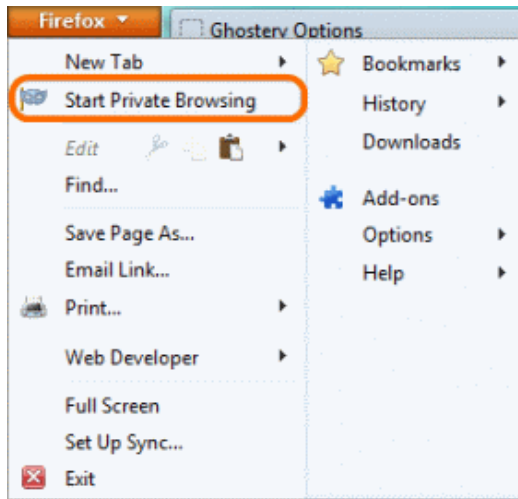 Firefox
Ghostery Options
New Tab
Start Private Browsing
Edit
Find...
Save Page As...
Email Link...
Print...
Web Developer
Full Screen
Set Up Sync...
Exit
Bookmarks
History
Downloads
Add-ons
Options
Help